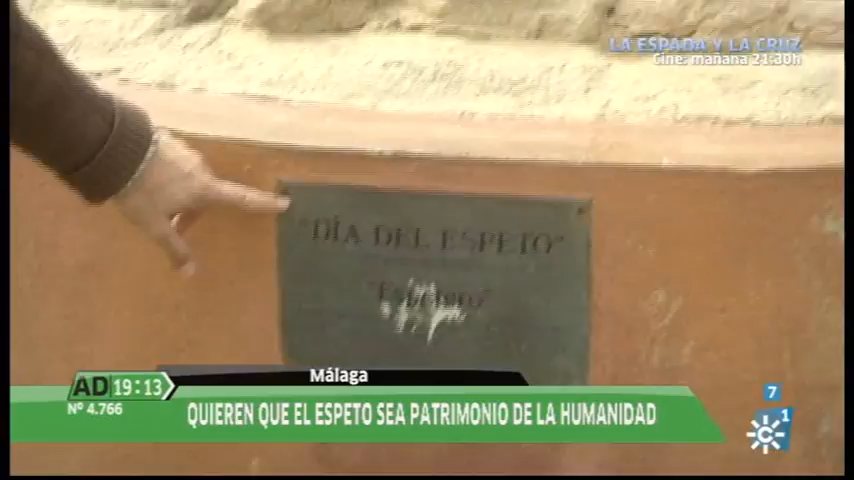 LA ESPADA Y LA CRUZ
Cine: mañana 21:30h
"DÍA DEL ESPETO"
"Espetero"
Málaga
AD 19:13
Nº 4.766
QUIEREN QUE EL ESPETO SEA PATRIMONIO DE LA HUMANIDAD
7
1